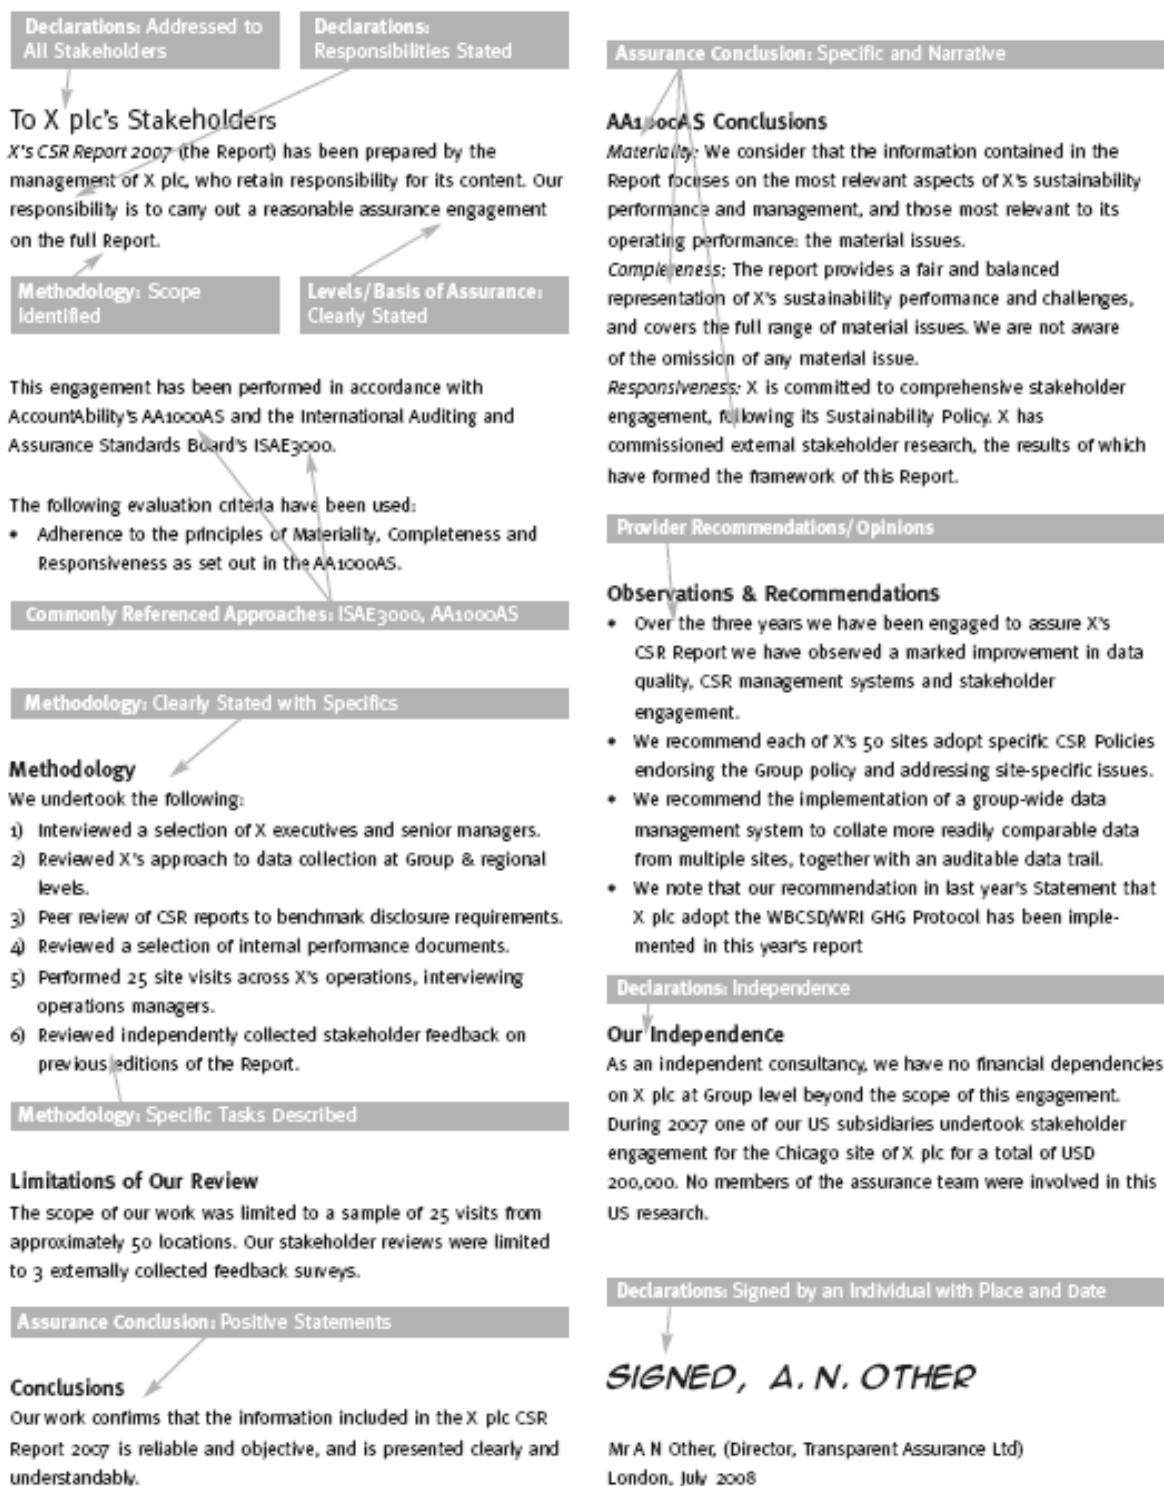 Declarations: Addressed to
All Stakeholders
Declarations:
Responsibilities Stated
To X plc's Stakeholders
X's CSR Report 2007 (the Report) has been prepared by the
management of X plc, who retain responsibility for its content. Our
responsibility is to carry out a reasonable assurance engagement
on the full Report.
Methodology: Scope
Identified
Levels/Basis of Assurance:
Clearly Stated
This engagement has been performed in accordance with
AccountAbility's AA1000AS and the International Auditing and
Assurance Standards Board's ISAE3000.
The following evaluation criteria have been used:
• Adherence to the principles of Materiality, Completeness and
Responsiveness as set out in the AA1000AS.
Commonly Referenced Approaches: ISAE3000, AA1000AS
Methodology: Clearly Stated with Specifics
Methodology
We undertook the following:
1) Interviewed a selection of X executives and senior managers.
2) Reviewed X's approach to data collection at Group & regional
levels.
3) Peer review of CSR reports to benchmark disclosure requirements.
4) Reviewed a selection of internal performance documents.
5) Performed 25 site visits across X's operations, interviewing
operations managers.
6) Reviewed independently collected stakeholder feedback on
previous editions of the Report.
Methodology: Specific Tasks Described
Limitations of Our Review
The scope of our work was limited to a sample of 25 visits from
approximately 50 locations. Our stakeholder reviews were limited
to 3 externally collected feedback surveys.
Assurance Conclusion: Positive Statements
Conclusions
Our work confirms that the information included in the X plc CSR
Report 2007 is reliable and objective, and is presented clearly and
understandably.
Assurance Conclusion: Specific and Narrative
AA1000AS Conclusions
Materiality: We consider that the information contained in the
Report focuses on the most relevant aspects of X's sustainability
performance and management, and those most relevant to its
operating performance: the material issues.
Completeness: The report provides a fair and balanced
representation of X's sustainability performance and challenges,
and covers the full range of material issues. We are not aware
of the omission of any material issue.
Responsiveness: X is committed to comprehensive stakeholder
engagement, following its Sustainability Policy. X has
commissioned external stakeholder research, the results of which
have formed the framework of this Report.
Provider Recommendations/Opinions
Observations & Recommendations
• Over the three years we have been engaged to assure X's
CSR Report we have observed a marked improvement in data
quality, CSR management systems and stakeholder
engagement.
• We recommend each of X's 50 sites adopt specific CSR Policies
endorsing the Group policy and addressing site-specific issues.
• We recommend the implementation of a group-wide data
management system to collate more readily comparable data
from multiple sites, together with an auditable data trail.
• We note that our recommendation in last year's Statement that
X plc adopt the WBCSD/WRI GHG Protocol has been imple-
mented in this year's report
Declarations: Independence
Our Independence
As an independent consultancy, we have no financial dependencies
on X plc at Group level beyond the scope of this engagement.
During 2007 one of our US subsidiaries undertook stakeholder
engagement for the Chicago site of X plc for a total of USD
200,000. No members of the assurance team were involved in this
US research.
Declarations: Signed by an Individual with Place and Date
SIGNED, A. N. OTHER
Mr A N Other, (Director, Transparent Assurance Ltd)
London, July 2008